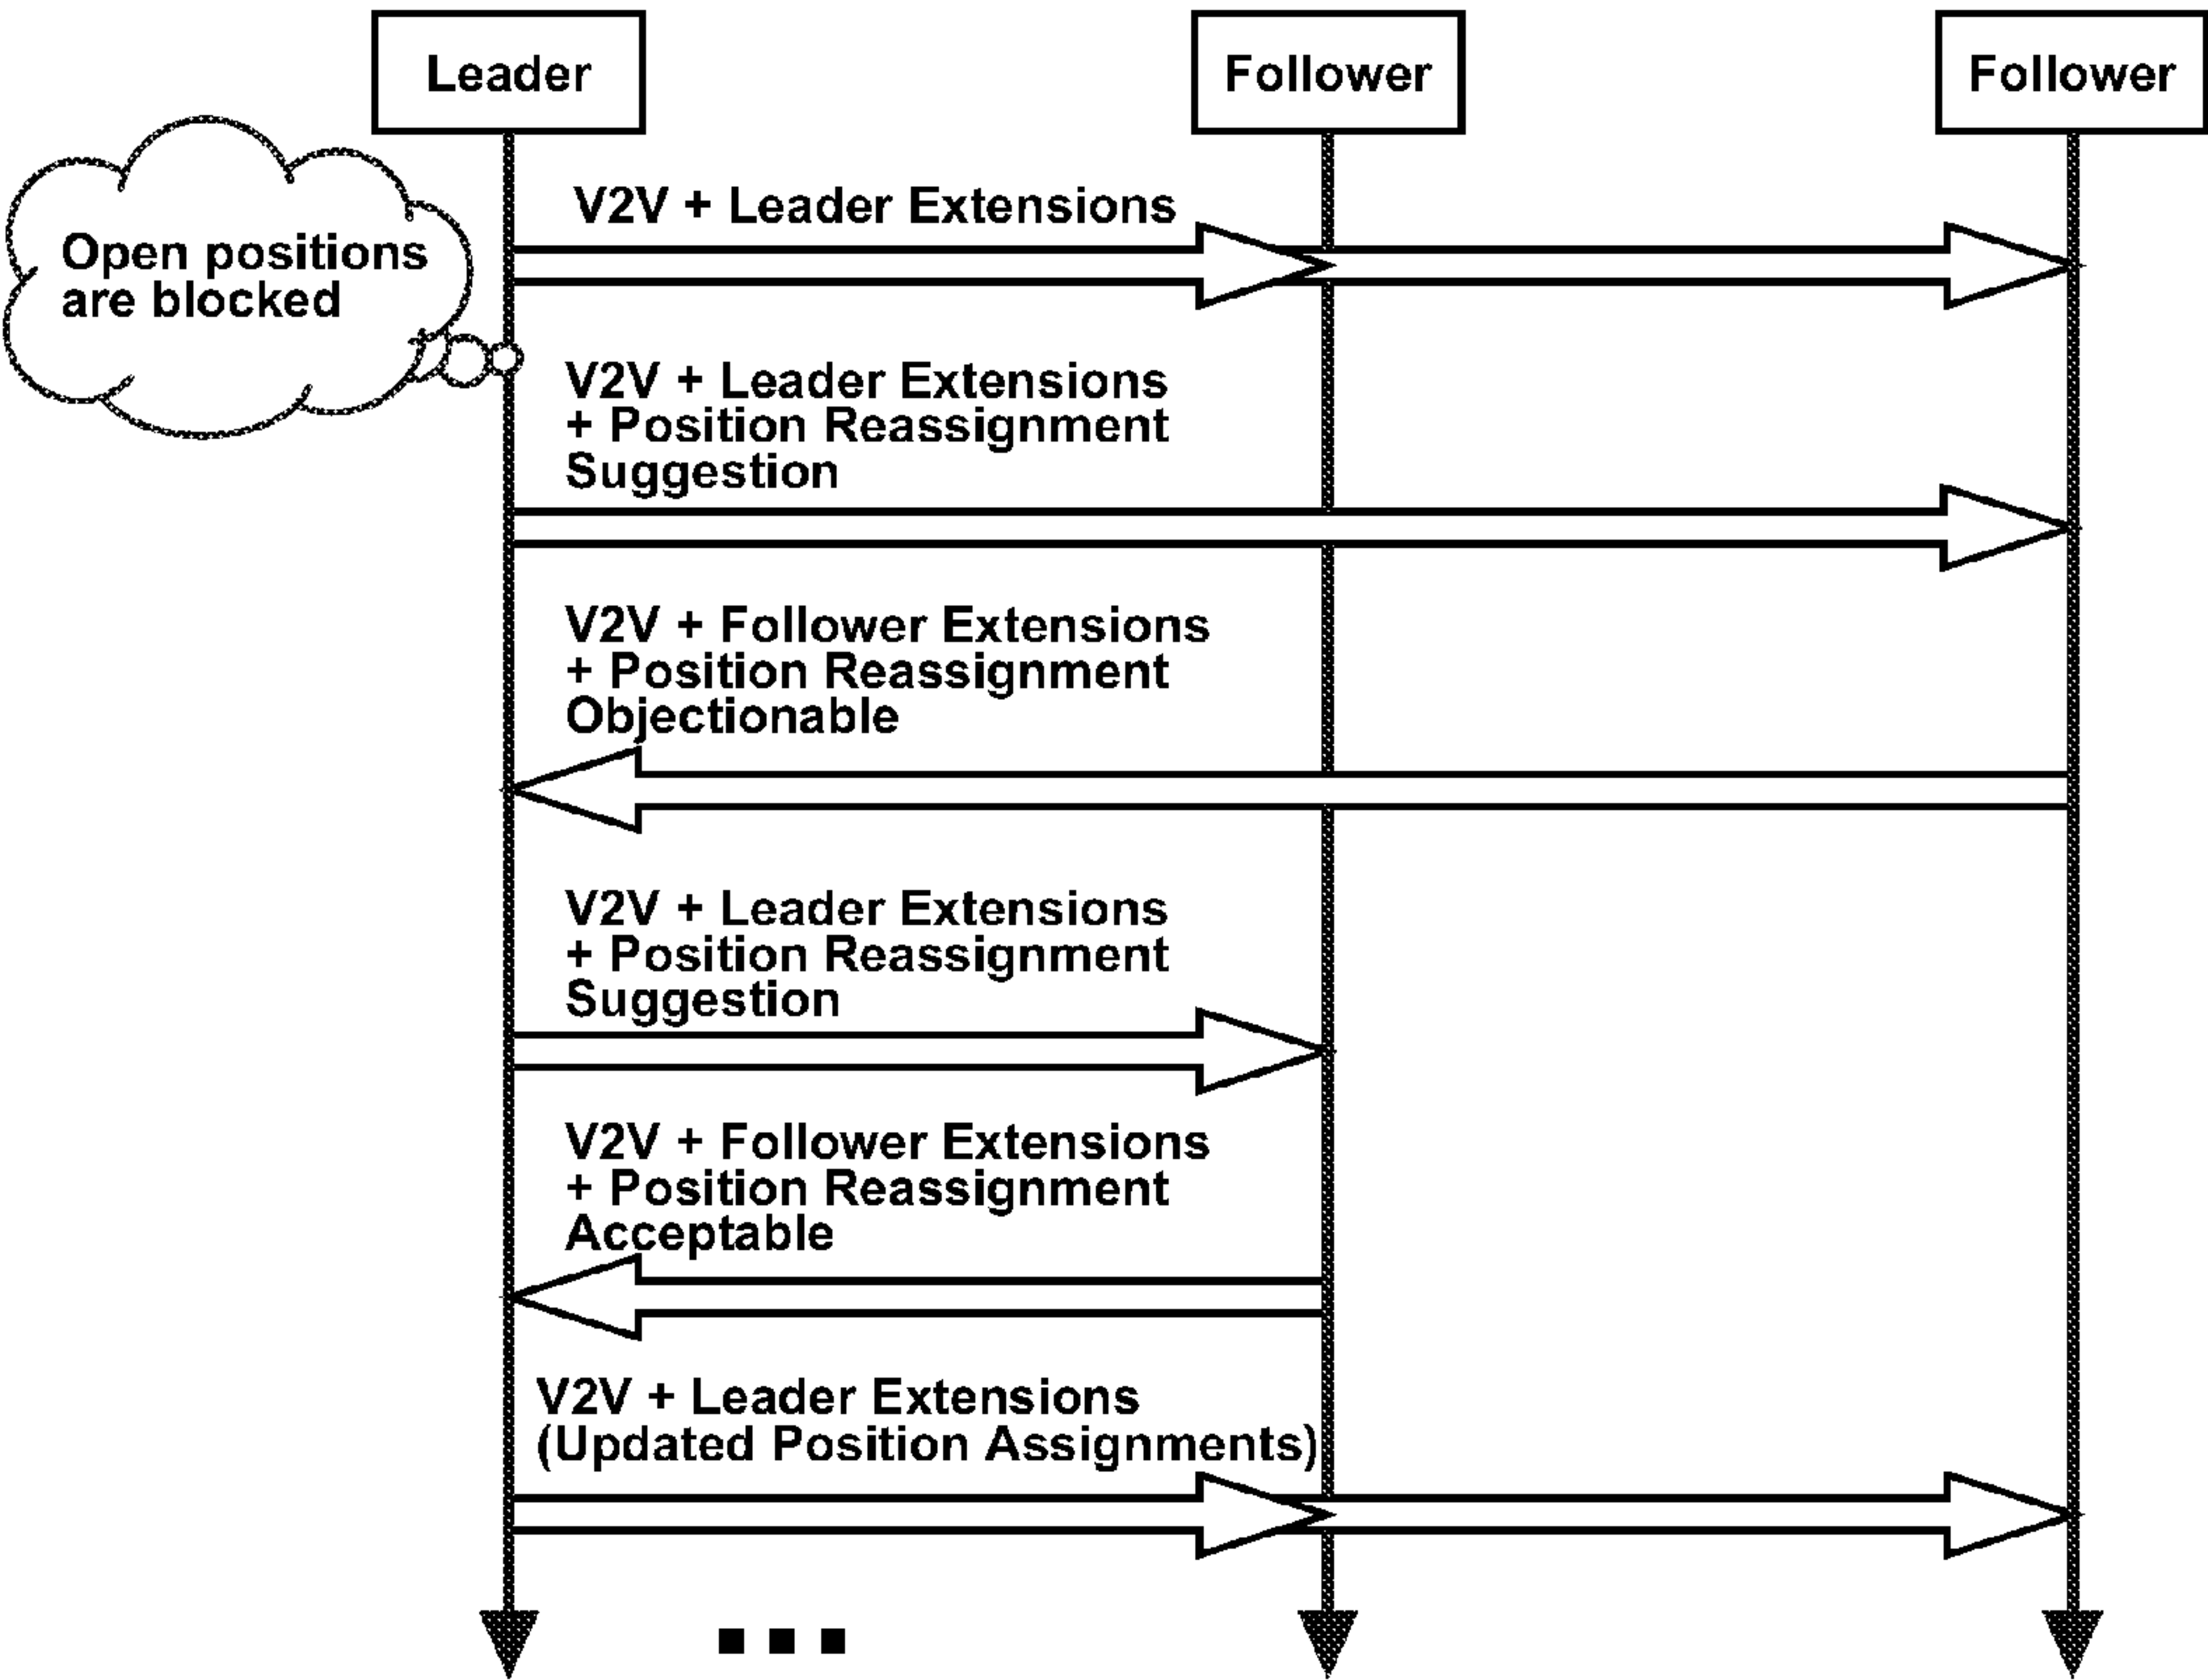 Leader
Follower
Follower
V2V + Leader Extensions
Open positions
are blocked
V2V + Leader Extensions
+ Position Reassignment
Suggestion
V2V + Follower Extensions
+ Position Reassignment
Objectionable
V2V + Leader Extensions
+ Position Reassignment
Suggestion
V2V + Follower Extensions
+ Position Reassignment
Acceptable
V2V + Leader Extensions
(Updated Position Assignments)